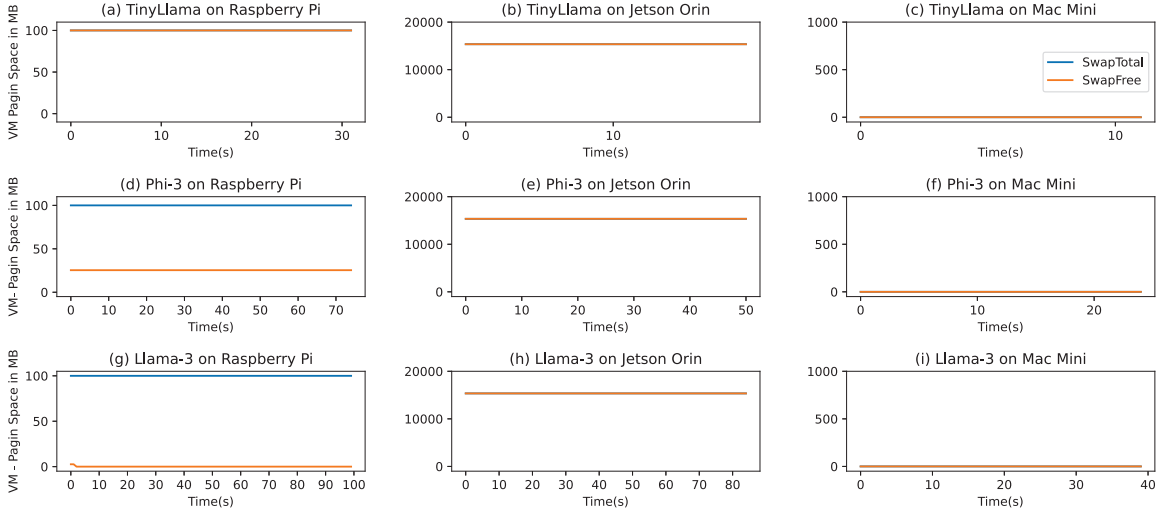 (a) TinyLlama on Raspberry Pi
VM Pagin Space in MB
100
50
0
0 10 20 30
Time(s)
(b) TinyLlama on Jetson Orin
20000
10000
0
0 10
Time(s)
(c) TinyLlama on Mac Mini
1000
500
0
SwapTotal
SwapFree
0 10
Time(s)
(d) Phi-3 on Raspberry Pi
VM- Pagin Space in MB
100
50
0
0 10 20 30 40 50 60 70
Time(s)
(e) Phi-3 on Jetson Orin
20000
10000
0
0 10 20 30 40 50
Time(s)
(f) Phi-3 on Mac Mini
1000
500
0
0 10 20
Time(s)
(g) Llama-3 on Raspberry Pi
VM - Pagin Space in MB
100
50
0
0 10 20 30 40 50 60 70 80 90 100
Time(s)
(h) Llama-3 on Jetson Orin
20000
10000
0
0 10 20 30 40 50 60 70 80
Time(s)
(i) Llama-3 on Mac Mini
1000
500
0
0 10 20 30 40
Time(s)